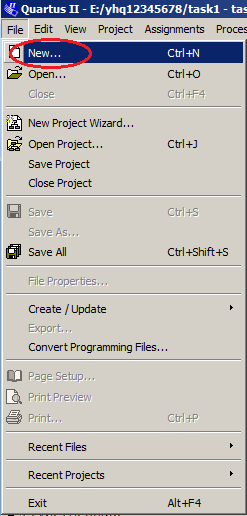 Quartus II - E:/yhq12345678/task1 - tas
File Edit View Project Assignments Proces
New... Ctrl+N
Open... Ctrl+O
Close Ctrl+F4
New Project Wizard...
Open Project... Ctrl+J
Save Project
Close Project
Save Ctrl+S
Save As...
Save All Ctrl+Shift+S
File Properties...
Create / Update
Export...
Convert Programming Files...
Page Setup...
Print Preview
Print... Ctrl+P
Recent Files
Recent Projects
Exit Alt+F4